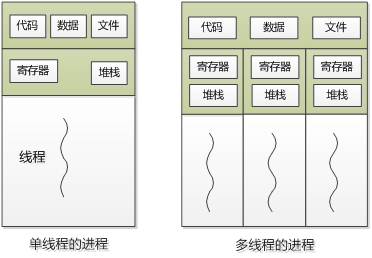 代码 数据 文件
寄存器 堆栈
线程
单线程的进程
代码 数据 文件
寄存器 寄存器 寄存器
堆栈 堆栈 堆栈
多线程的进程